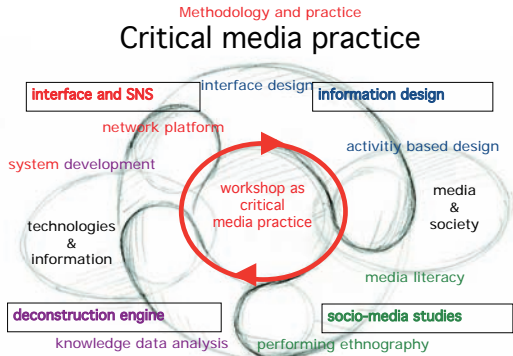 Methodology and practice
Critical media practice
interface and SNS
interface design
information design
network platform
activitiy based design
system development
workshop as
critical
media practice
media
&
society
technologies
&
information
media literacy
deconstruction engine
socio-media studies
knowledge data analysis
performing ethnography